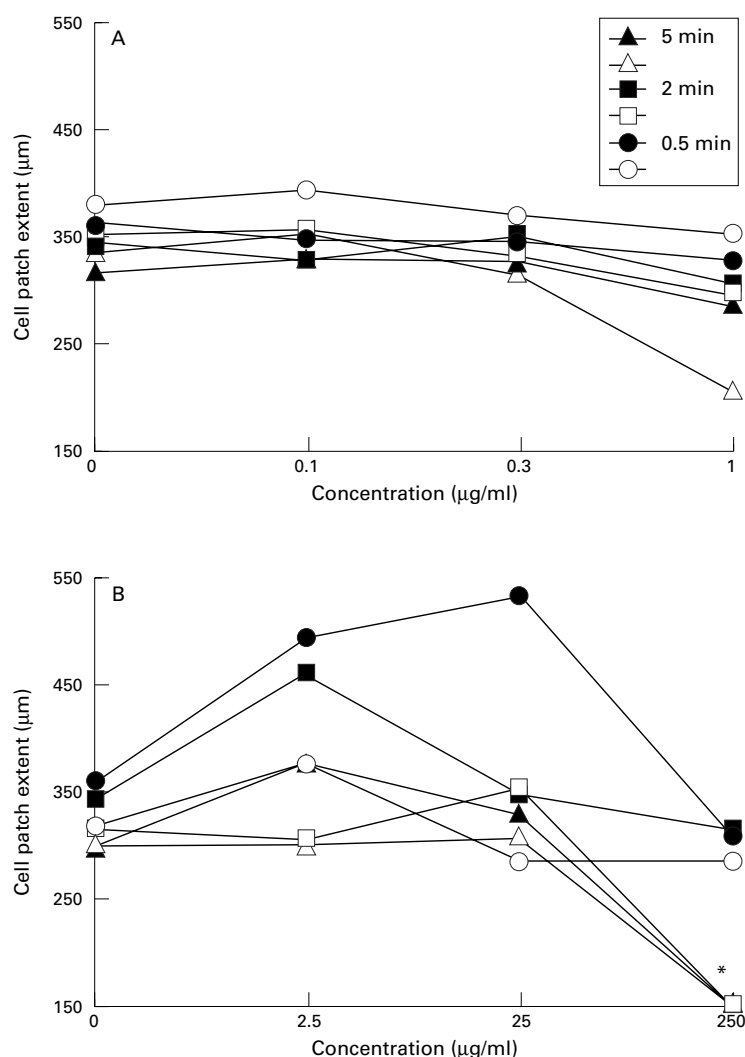 550
A
5 min
2 min
0.5 min
450
350
250
150
Cell patch extent (μm)
0 0.1 0.3 1
Concentration (μg/ml)
550
B
450
350
250
150
Cell patch extent (μm)
*
0 2.5 25 250
Concentration (μg/ml)